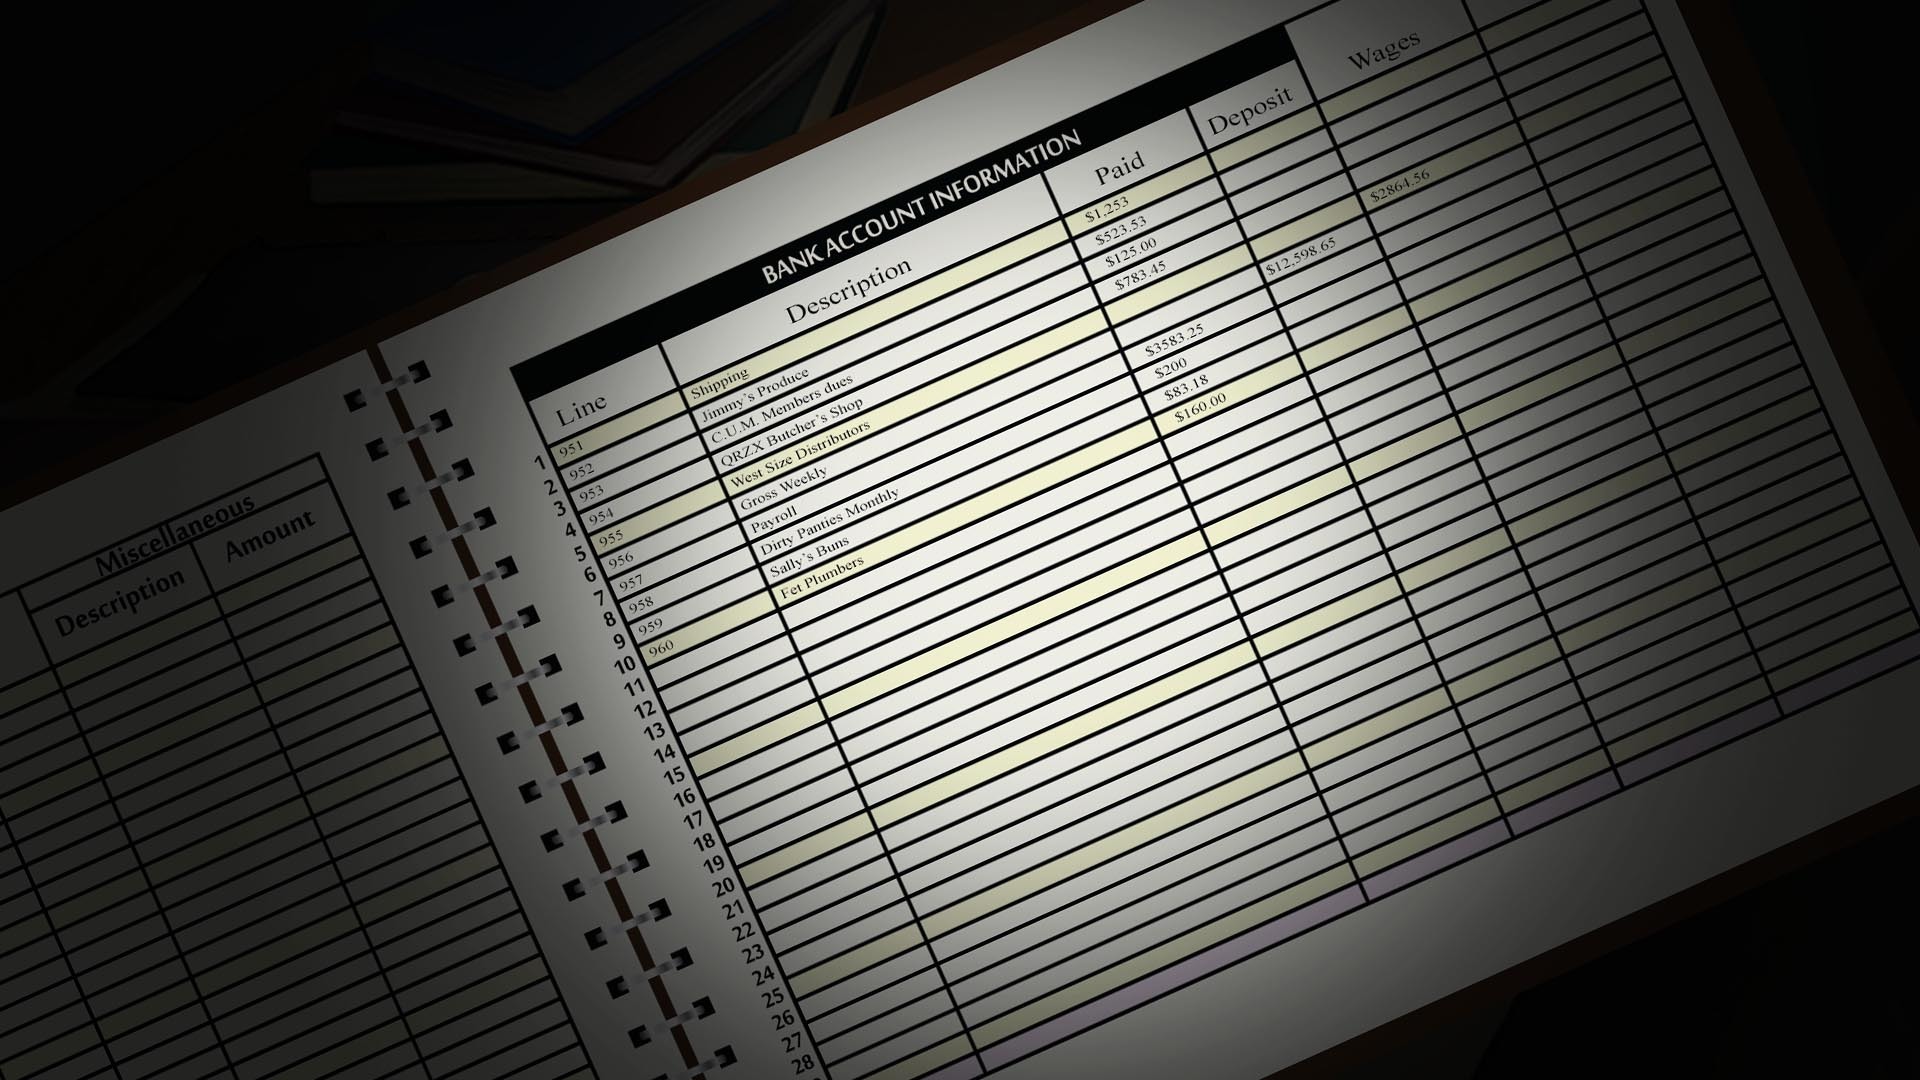 Miscellaneous
Description Amount
BANK ACCOUNT INFORMATION
Line Description Paid Deposit Wages
1 951 Shipping $1,253
2 952 Jimmy's Produce $523.53
3 953 C.U.M. Members dues $125.00
4 954 QRZX Butcher's Shop $783.45
5 955 West Size Distributors $2864.56
6 956 Gross Weekly $12,598.65
7 957 Payroll $3583.25
8 958 Dirty Panties Monthly $200
9 959 Sally's Buns $83.18
10 960 Fet Plumbers $160.00
11
12
13
14
15
16
17
18
19
20
21
22
23
24
25
26
27
28